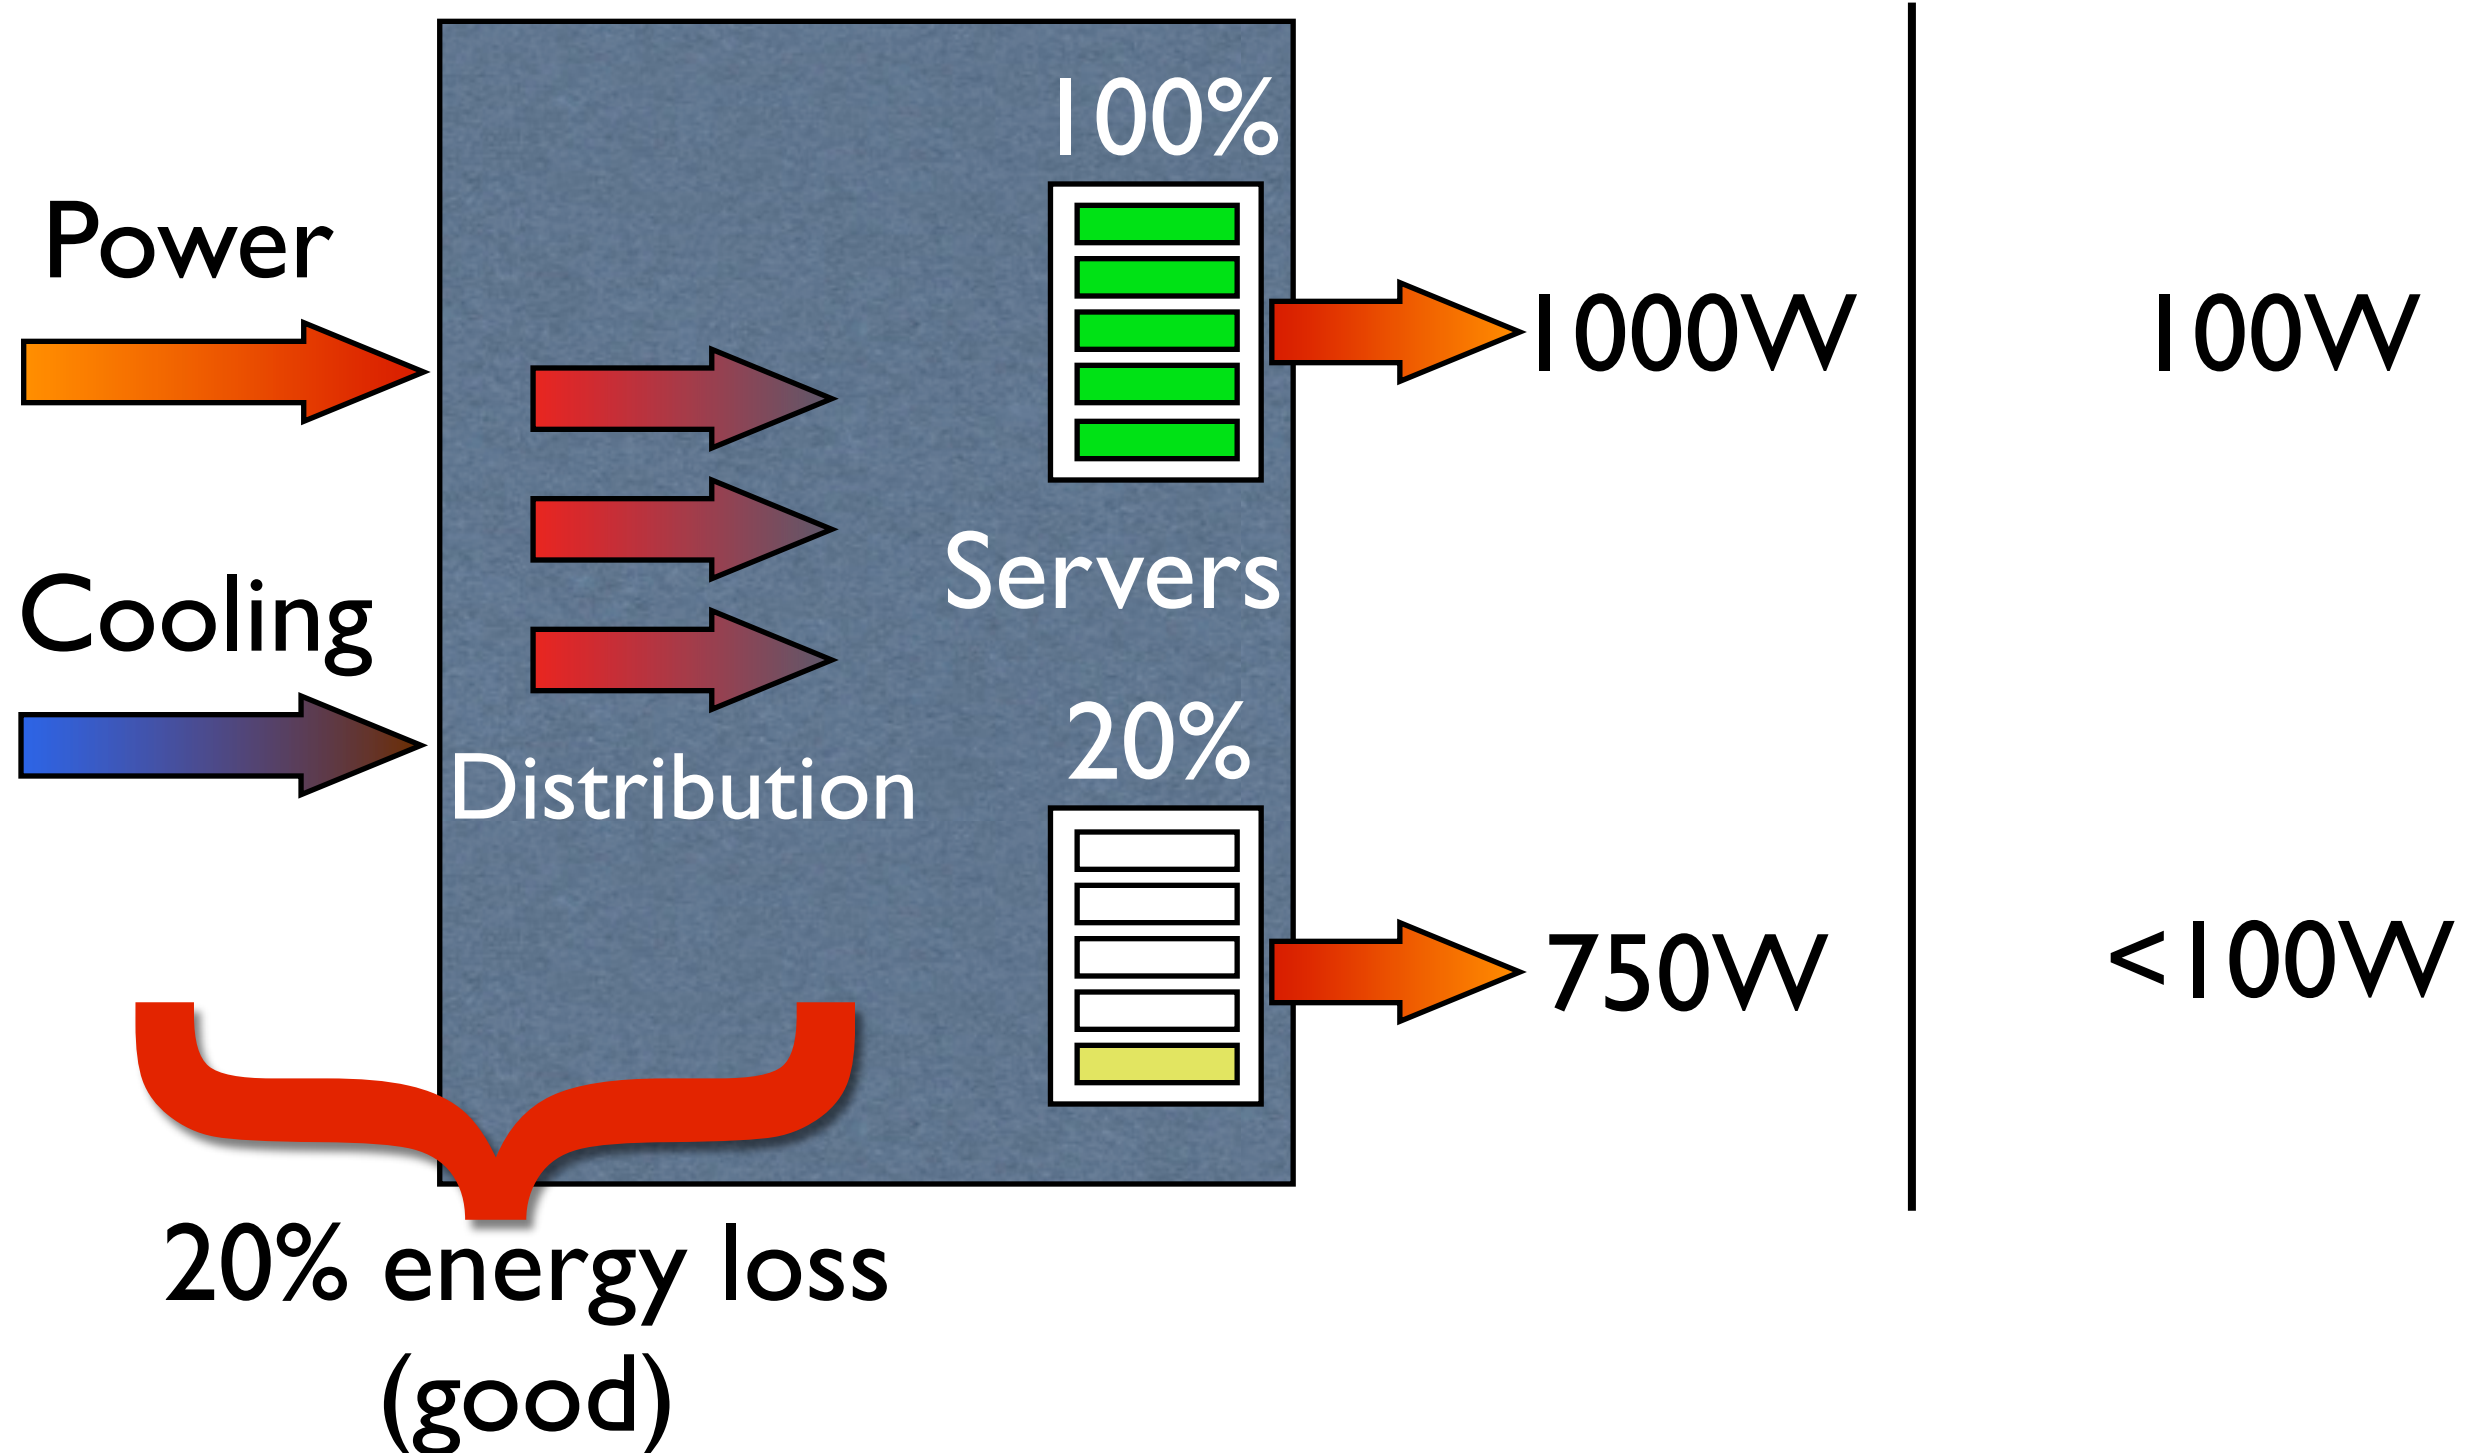 100%
Power
1000W
100W
Servers
Cooling
20%
Distribution
750W
<100W
20% energy loss
(good)